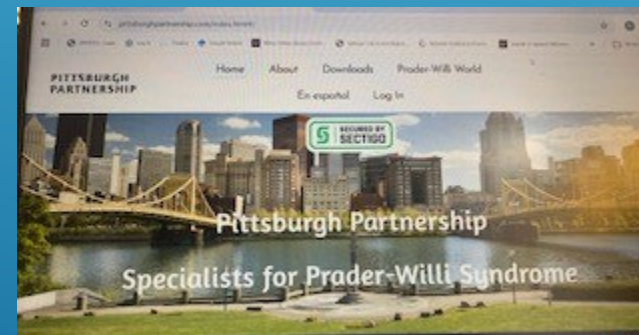 pittsburghpartnership.com/index.html
PITTSBURGH
PARTNERSHIP
Home About Downloads Prader-Willi World
En español Log In
S SECURED BY
SECTIGO
Pittsburgh Partnership
Specialists for Prader-Willi Syndrome